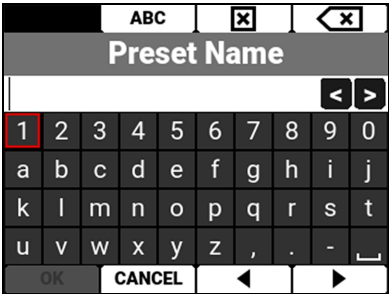 ABC
Preset Name
< >
1 2 3 4 5 6 7 8 9 0
a b c d e f g h i j
k l m n o p q r s t
u v w x y z , . -
OK CANCEL